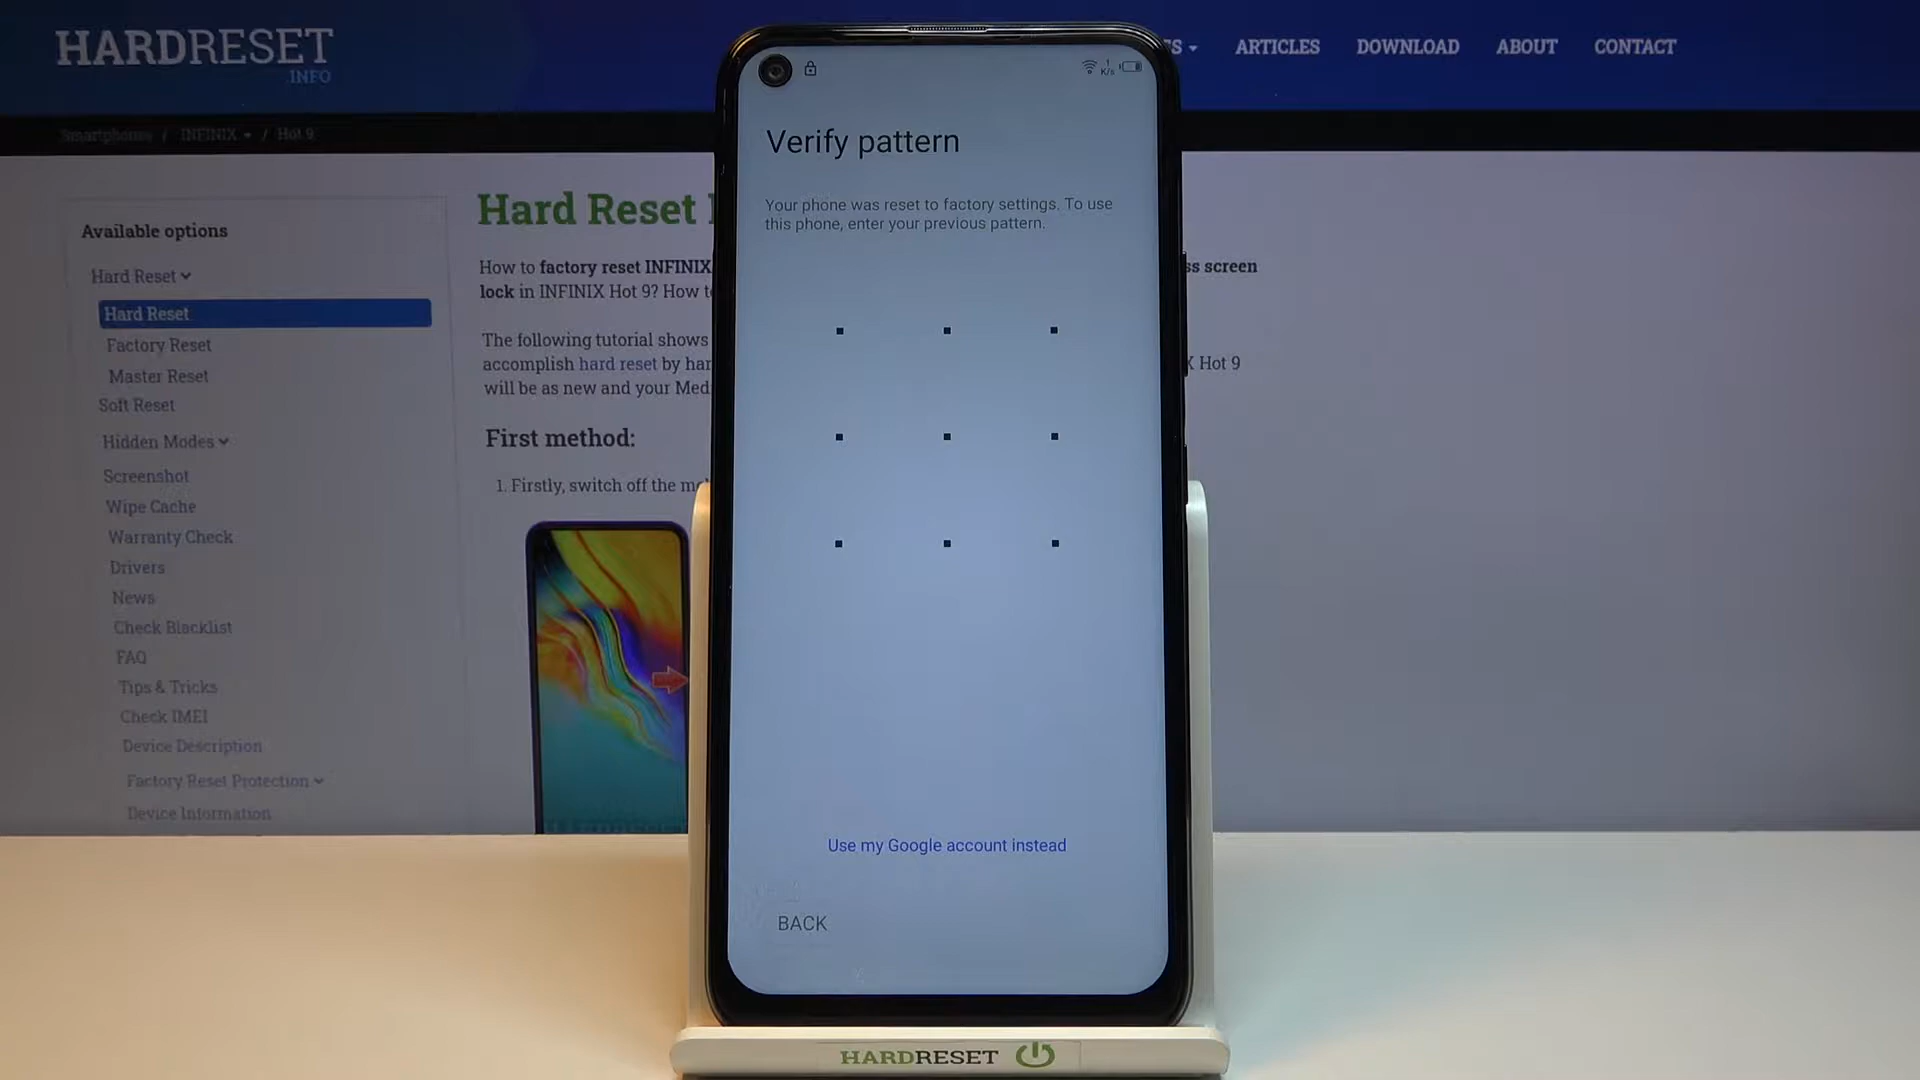 HARDRESET
.INFO
ARTICLES
DOWNLOAD
ABOUT
CONTACT
Smartphones / INFINIX / Hot 9
Available options
Hard Reset
Hard Reset
Factory Reset
Master Reset
Soft Reset
Hidden Modes
Screenshot
Wipe Cache
Warranty Check
Drivers
News
Check Blacklist
FAQ
Tips & Tricks
Check IMEI
Device Description
Factory Reset Protection
Device Information
Hard Reset
How to factory reset INFINIX
screen
lock in INFINIX Hot 9? How
The following tutorial shows
Hot 9
accomplish hard reset by
will be as new and your
First method:
1. Firstly, switch off the
K/s
Verify pattern
Your phone was reset to factory settings. To use
this phone, enter your previous pattern.
Use my Google account instead
BACK
HARDRESET